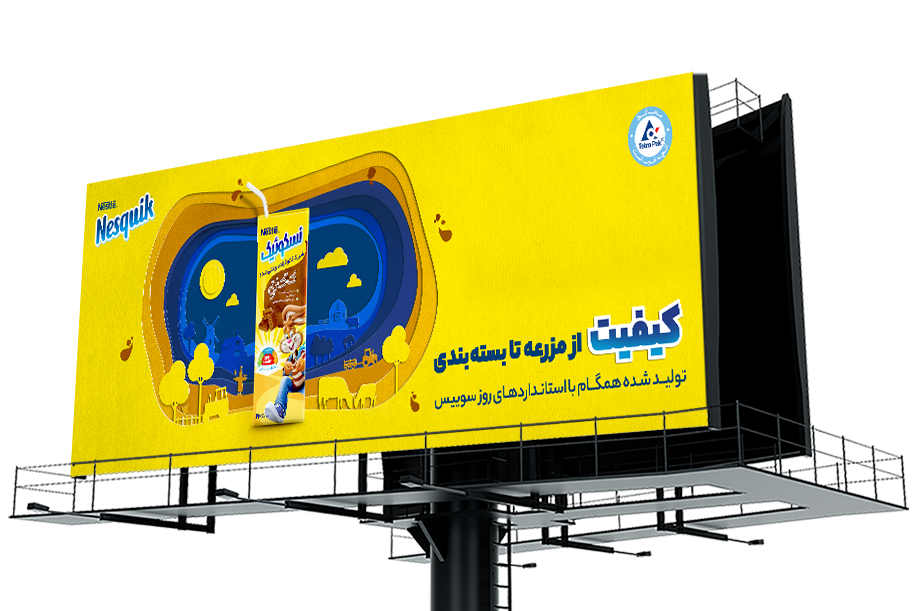 Nestlé
Nesquik
Nestlé
نسکوئیک
Tetra Pak
کیفیت از مزرعه تا بسته‌بندی
تولید شده همگام با استانداردهای روز سوییس